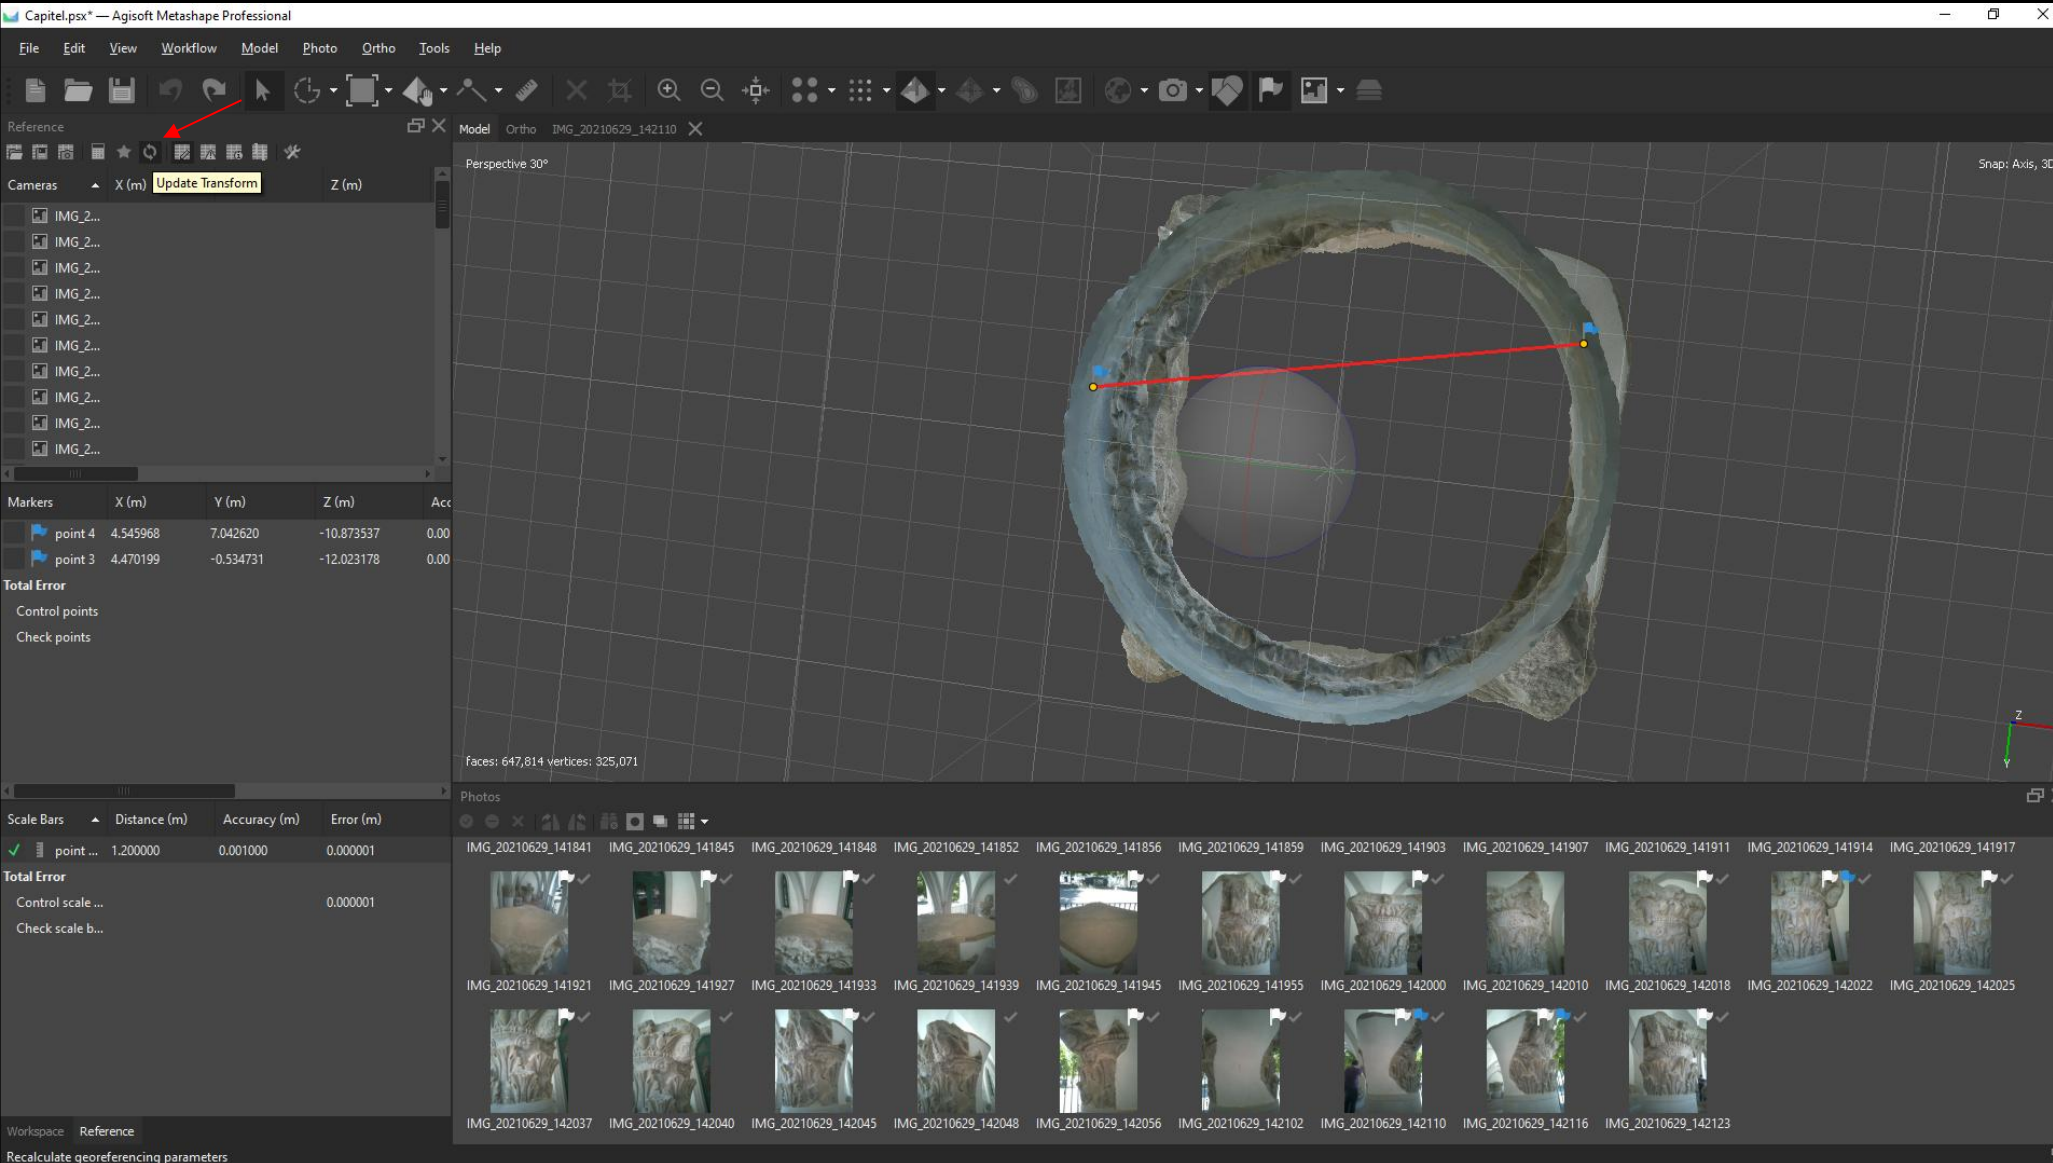 Capitel.psx* — Agisoft Metashape Professional
File Edit View Workflow Model Photo Ortho Tools Help
Reference
Model Ortho IMG_20210629_142110
Update Transform
Cameras X (m) Z (m)
IMG_2...
IMG_2...
IMG_2...
IMG_2...
IMG_2...
IMG_2...
IMG_2...
IMG_2...
IMG_2...
IMG_2...
Markers X (m) Y (m) Z (m) Acc
point 4 4.545968 7.042620 -10.873537 0.00
point 3 4.470199 -0.534731 -12.023178 0.00
Total Error
Control points
Check points
Scale Bars Distance (m) Accuracy (m) Error (m)
point ... 1.200000 0.001000 0.000001
Total Error
Control scale ... 0.000001
Check scale b...
Workspace Reference
Recalculate georeferencing parameters
Perspective 30°
Snap: Axis, 3D
Z
Y
faces: 647,814 vertices: 325,071
Photos
IMG_20210629_141841 IMG_20210629_141845 IMG_20210629_141848 IMG_20210629_141852 IMG_20210629_141856 IMG_20210629_141859 IMG_20210629_141903 IMG_20210629_141907 IMG_20210629_141911 IMG_20210629_141914 IMG_20210629_141917
IMG_20210629_141921 IMG_20210629_141927 IMG_20210629_141933 IMG_20210629_141939 IMG_20210629_141945 IMG_20210629_141955 IMG_20210629_142000 IMG_20210629_142010 IMG_20210629_142018 IMG_20210629_142022 IMG_20210629_142025
IMG_20210629_142037 IMG_20210629_142040 IMG_20210629_142045 IMG_20210629_142048 IMG_20210629_142056 IMG_20210629_142102 IMG_20210629_142110 IMG_20210629_142116 IMG_20210629_142123